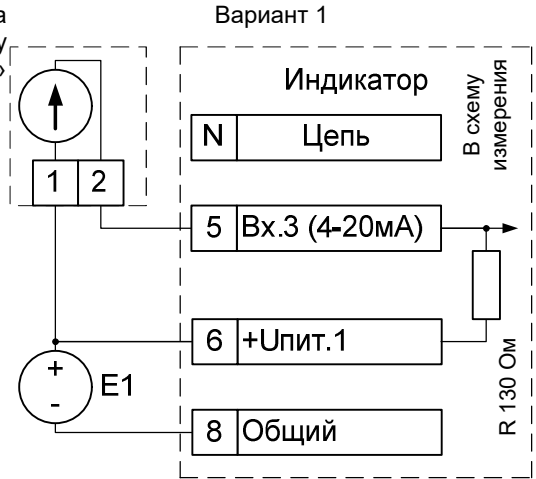 а
у
»
Вариант 1
Индикатор
N Цепь
В схему
измерения
1 2
5 Вх.3 (4-20мА)
6 +Uпит.1
+
-
E1
R 130 Ом
8 Общий